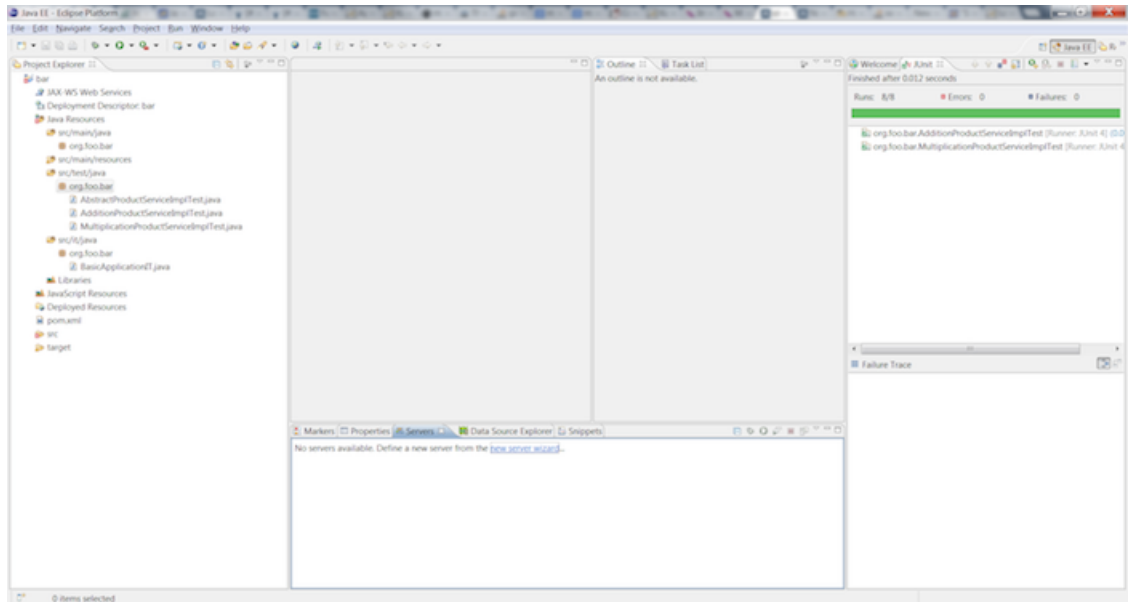 Java EE - Eclipse Platform
File Edit Navigate Search Project Run Window Help
Java EE
Project Explorer
bar
JAX-WS Web Services
Deployment Descriptor: bar
Java Resources
src/main/java
org.foo.bar
src/main/resources
src/test/java
org.foo.bar
AbstractProductServiceImplTest.java
AdditionProductServiceImplTest.java
MultiplicationProductServiceImplTest.java
src/it/java
org.foo.bar
BasicApplicationIT.java
Libraries
JavaScript Resources
Deployed Resources
pom.xml
src
target
Outline Task List
An outline is not available.
Welcome JUnit
Finished after 0.012 seconds
Runs: 8/8 Errors: 0 Failures: 0
org.foo.bar.AdditionProductServiceImplTest [Runner: JUnit 4] (0.0
org.foo.bar.MultiplicationProductServiceImplTest [Runner: JUnit 4
Failure Trace
Markers Properties Servers Data Source Explorer Snippets
No servers available. Define a new server from the new server wizard...
0 items selected